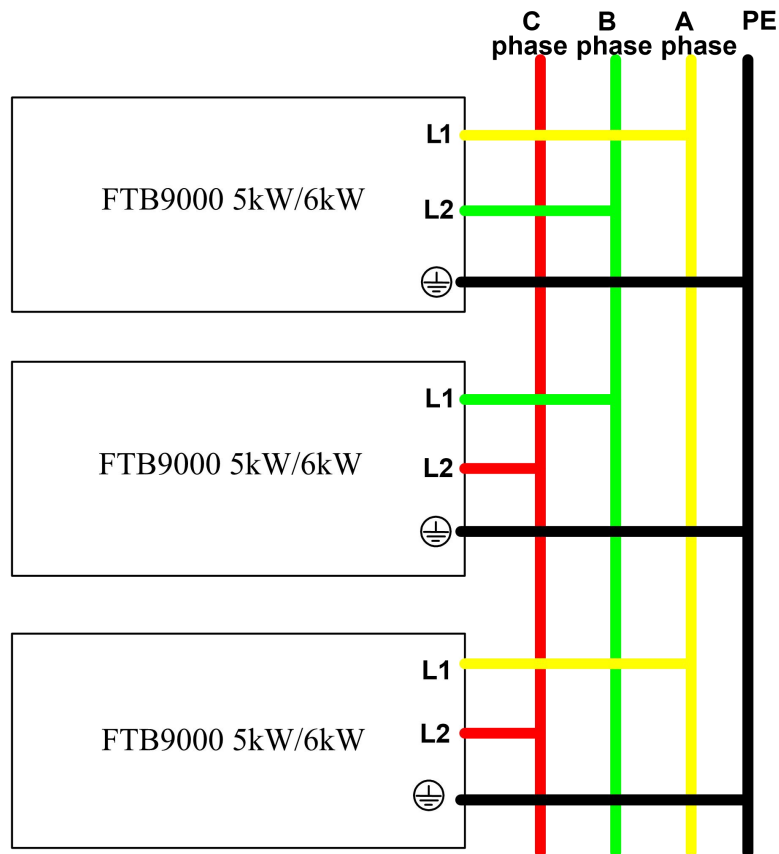 C B A PE
phase phase phase
L1
FTB9000 5kW/6kW
L2
L1
FTB9000 5kW/6kW
L2
L1
FTB9000 5kW/6kW
L2